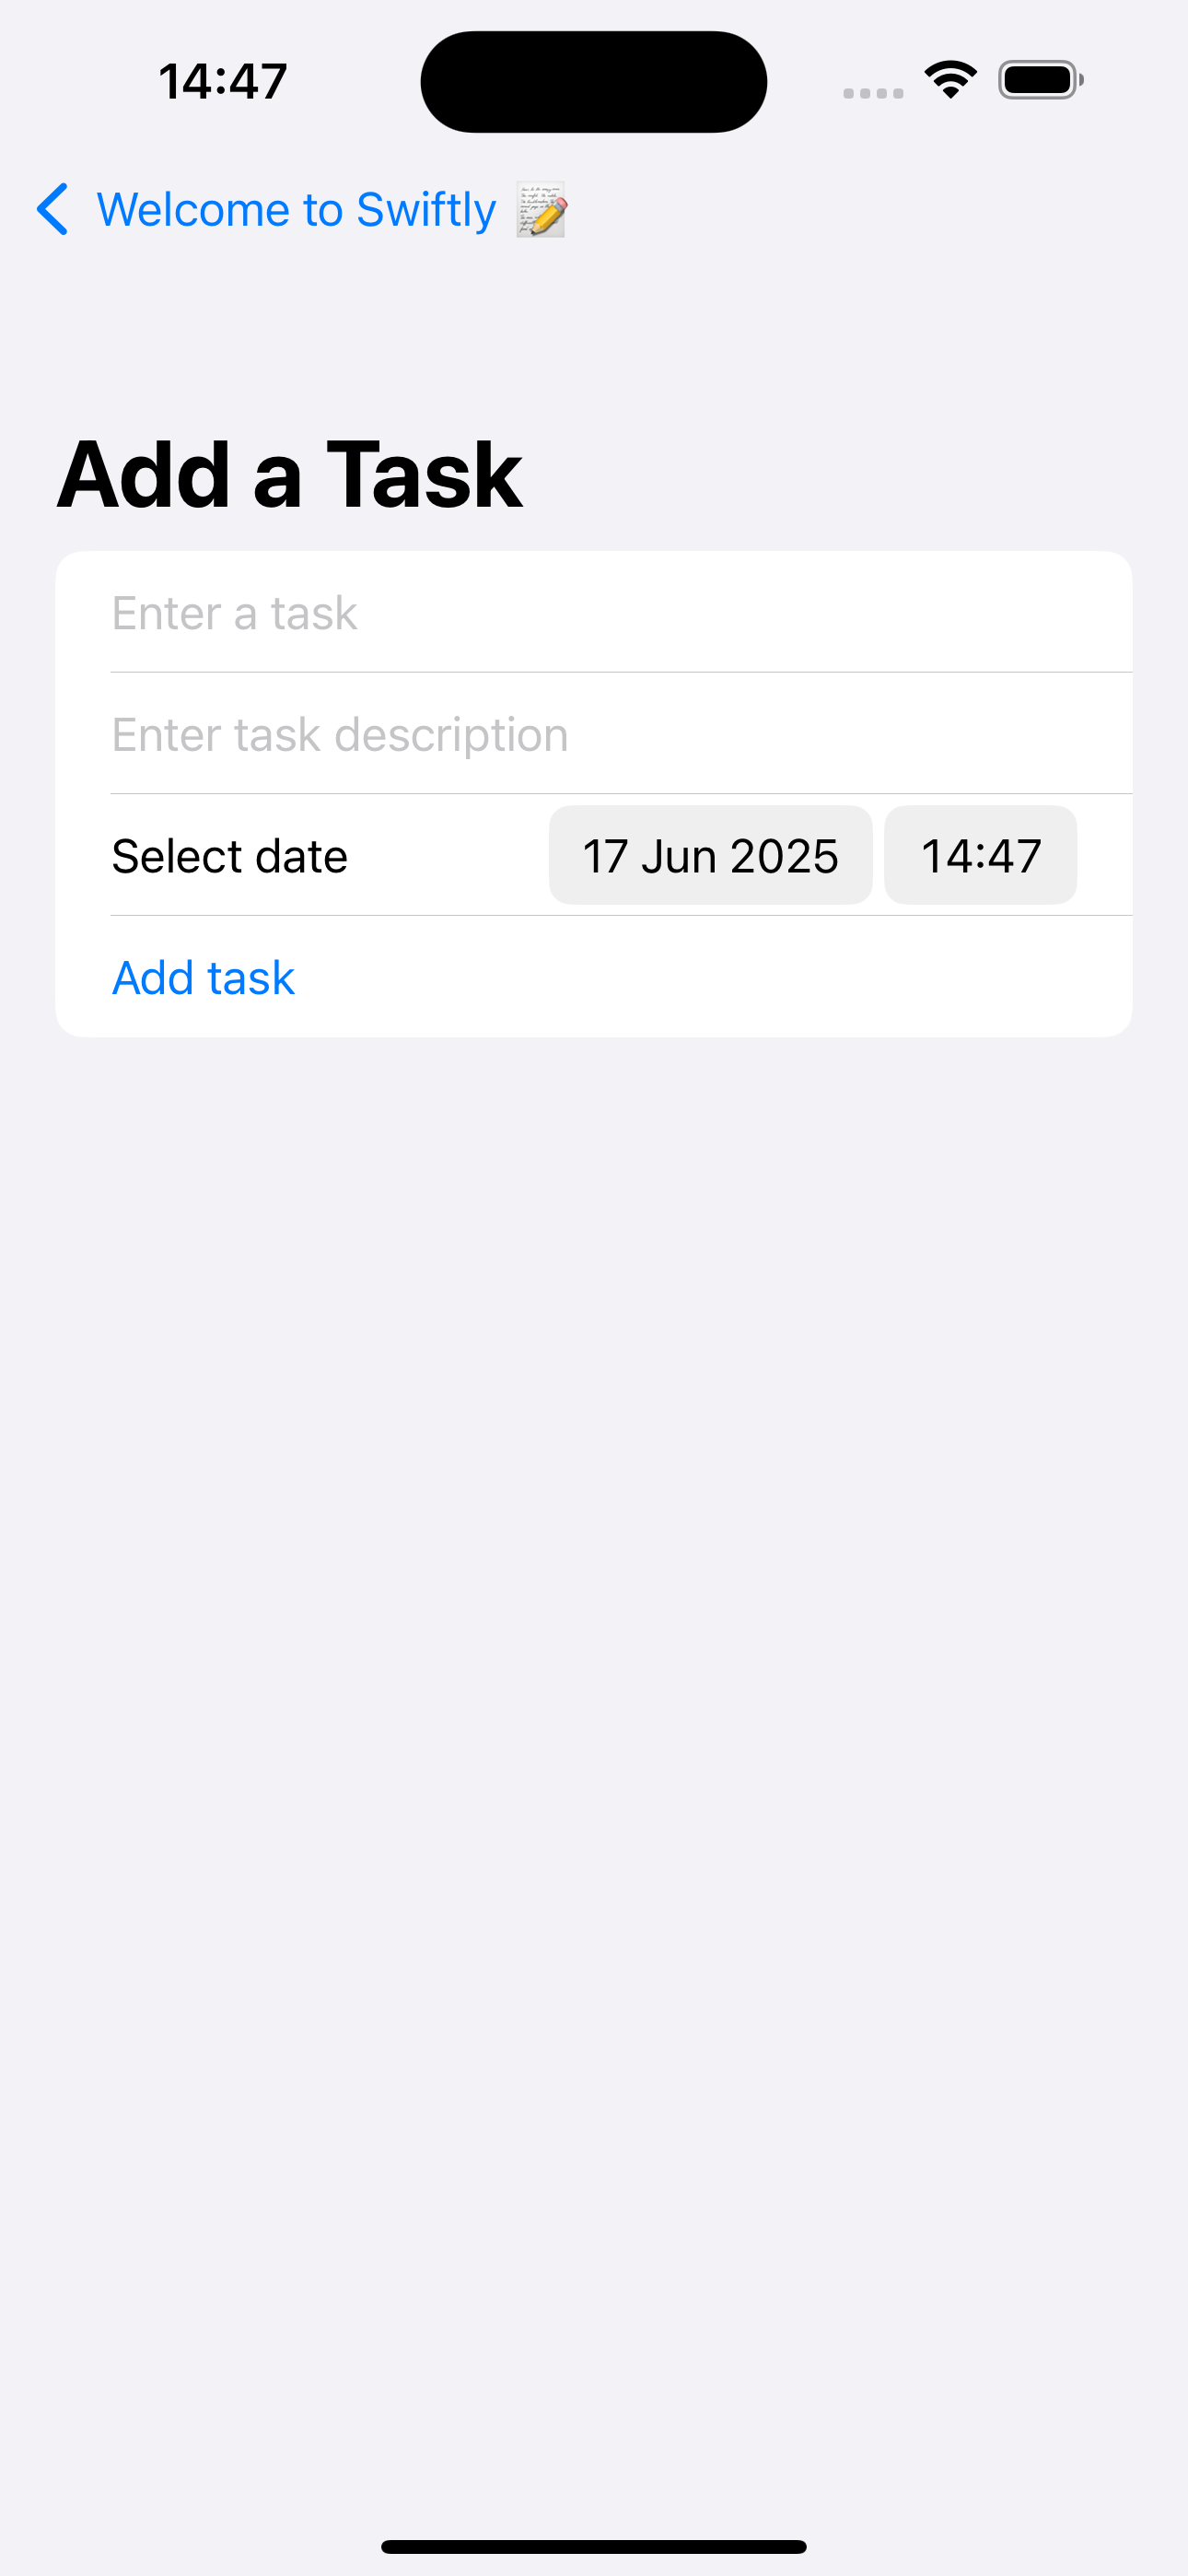 14:47
Welcome to Swiftly 📝
Add a Task
Enter a task
Enter task description
Select date 17 Jun 2025 14:47
Add task